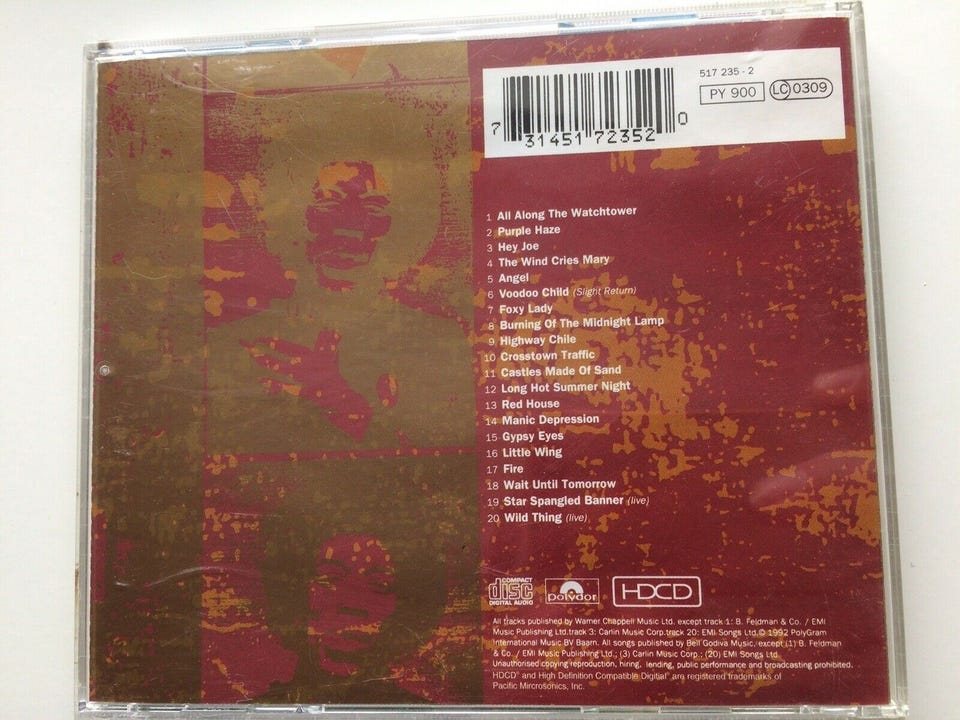 517 235 - 2
PY 900
LC 0309
7 31451 72352 0
1 All Along The Watchtower
2 Purple Haze
3 Hey Joe
4 The Wind Cries Mary
5 Angel
6 Voodoo Child (Slight Return)
7 Foxy Lady
8 Burning Of The Midnight Lamp
9 Highway Chile
10 Crosstown Traffic
11 Castles Made Of Sand
12 Long Hot Summer Night
13 Red House
14 Manic Depression
15 Gypsy Eyes
16 Little Wing
17 Fire
18 Wait Until Tomorrow
19 Star Spangled Banner (live)
20 Wild Thing (live)
COMPACT
disc
DIGITAL AUDIO
polydor
HDCD
All tracks published by Warner Chappell Music Ltd. except track 1: B. Feldman & Co. / EMI
Music Publishing Ltd.track 3: Carlin Music Corp.track 20: EMI Songs Ltd.© 1992 PolyGram
International Music BV Baarn. All songs published by Bell Godiva Music, except (1) B. Feldman
& Co. / EMI Music Publishing Ltd.; (3) Carlin Music Corp.: (20) EMI Songs Ltd.
Unauthorised copying reproduction, hiring, lending, public performance and broadcasting prohibited.
HDCD® and High Definition Compatible Digital® are registered trademarks of
Pacific Mircrosonics, Inc.